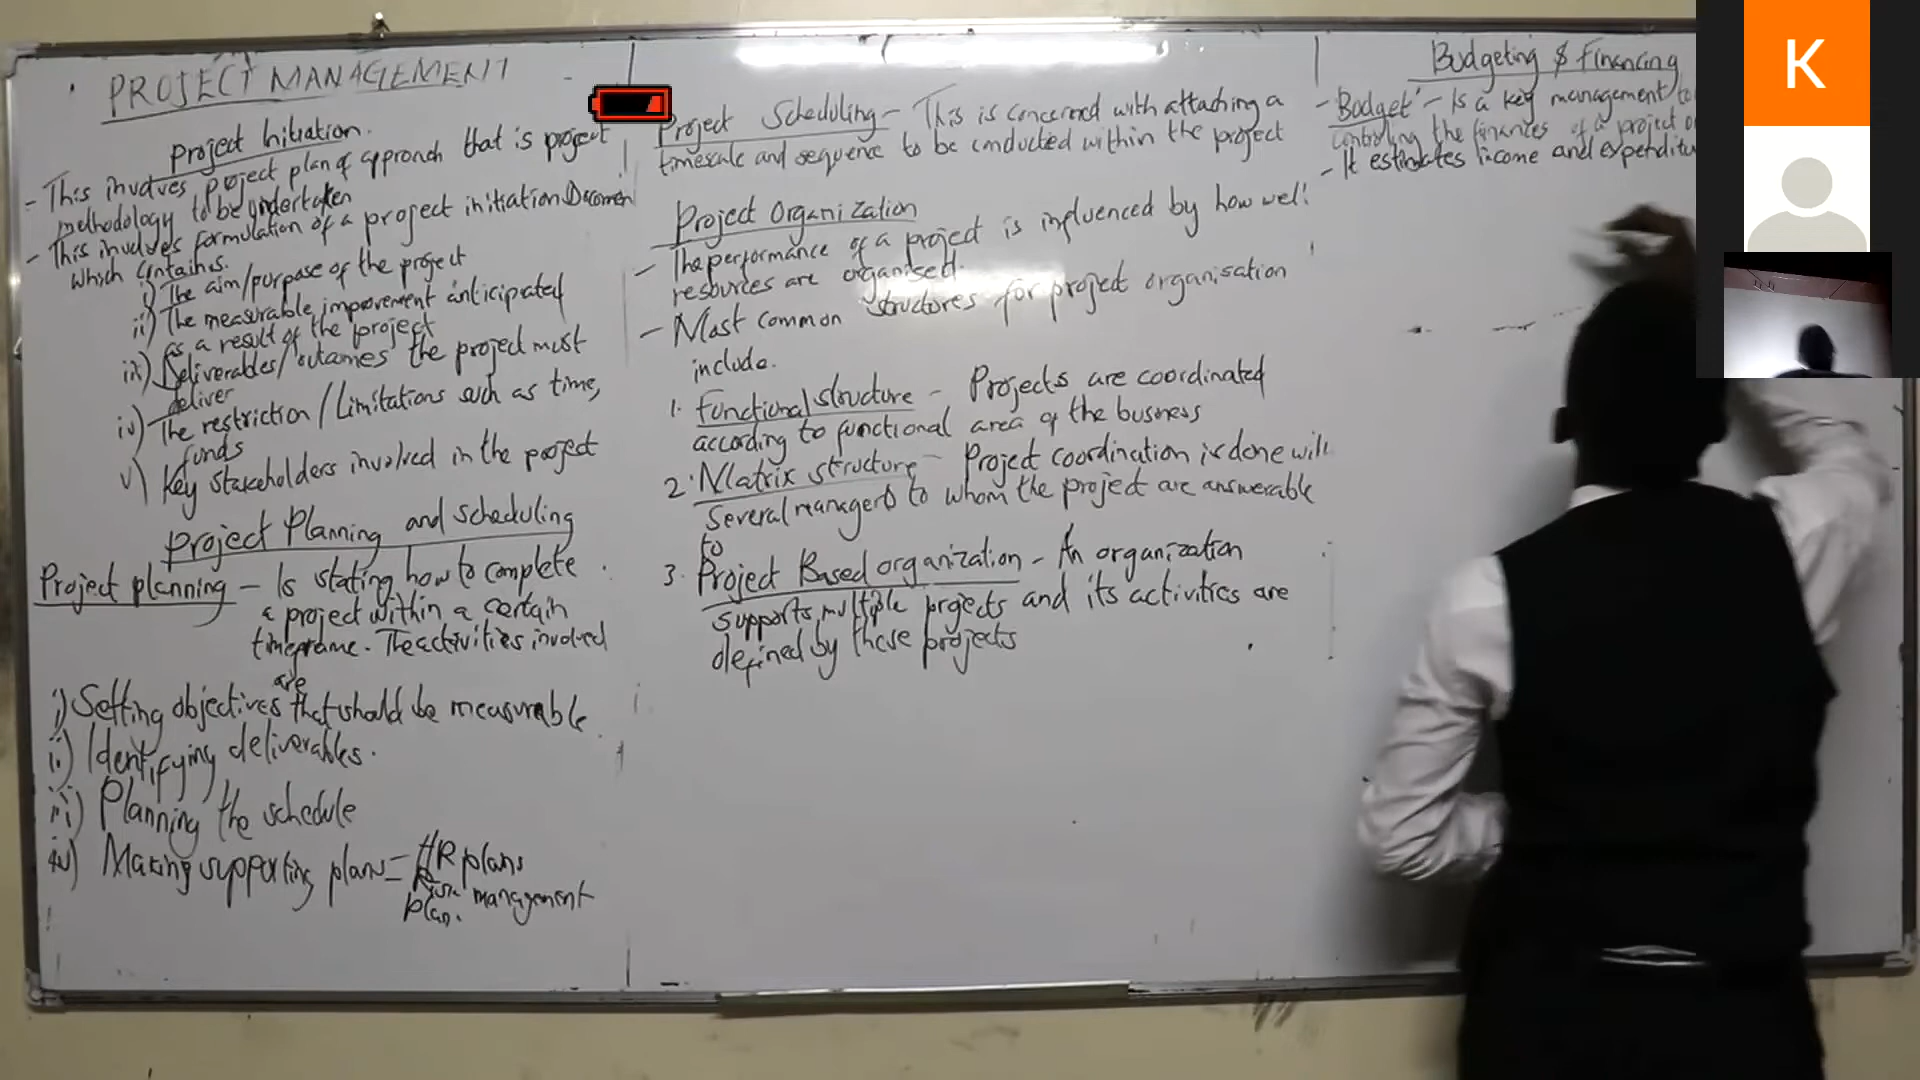 PROJECT MANAGEMENT
Project Initiation.
- This involves project plan of approach that is project
methodology to be undertaken
- This involves formulation of a project initiation Document
which contains.
i) The aim/purpose of the project
ii) The measurable improvement anticipated
as a result of the project
iii) Deliverables/outcomes the project must
deliver
iv) The restriction/Limitations such as time,
funds
v) Key stakeholders involved in the project
Project Planning and scheduling
Project planning - Is stating how to complete
a project within a certain
timeframe. The activities involved
are
i) Setting objectives that should be measurable
ii) Identifying deliverables.
iii) Planning the schedule
iv) Making supporting plans - HR plans
Risk management
plan.
Project Scheduling - This is concerned with attaching a
timescale and sequence to be conducted within the project
Project Organization
- The performance of a project is influenced by how well
resources are organised.
- Most common structures for project organisation
include.
1. Functional structure - Projects are coordinated
according to functional area of the business
2. Matrix structure - Project coordination is done will
Several managers to whom the project are answerable
to
3. Project Based organization - An organization
supports multiple projects and its activities are
defined by these projects
Budgeting & Financing
- Budget - Is a key management
controlling the finances of a project
- It estimates income and
K